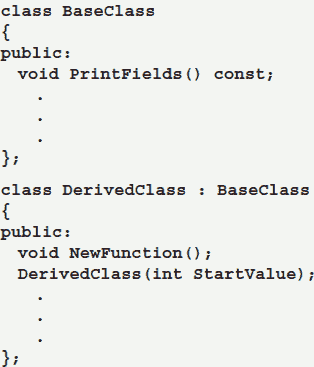 class BaseClass
{
public:
void PrintFields() const;
.
.
.
};
class DerivedClass : BaseClass
{
public:
void NewFunction();
DerivedClass(int StartValue);
.
.
.
};